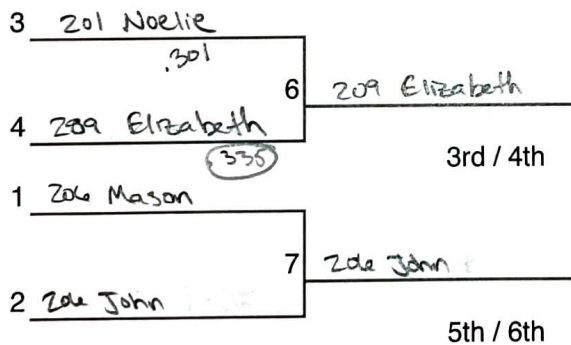 3 201 Noelie
.301
6 209 Elizabeth
4 209 Elizabeth
335
3rd / 4th
1 206 Mason
7 206 John
2 206 John
5th / 6th